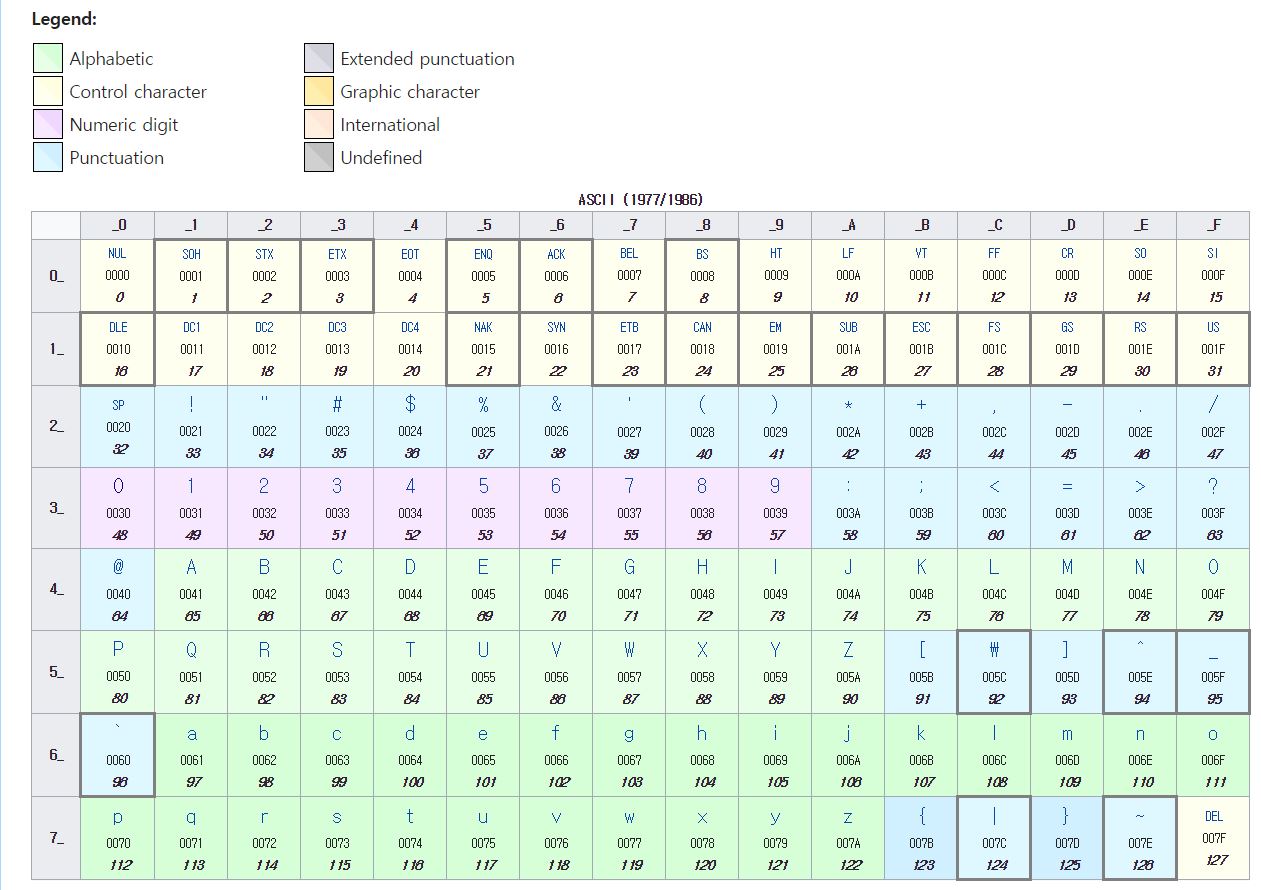 Legend:
Alphabetic Extended punctuation
Control character Graphic character
Numeric digit International
Punctuation Undefined
ASCII (1977/1986)
_0 _1 _2 _3 _4 _5 _6 _7 _8 _9 _A _B _C _D _E _F
0_ NUL SOH STX ETX EOT ENQ ACK BEL BS HT LF VT FF CR SO SI
0000 0001 0002 0003 0004 0005 0006 0007 0008 0009 000A 000B 000C 000D 000E 000F
0 1 2 3 4 5 6 7 8 9 10 11 12 13 14 15
1_ DLE DC1 DC2 DC3 DC4 NAK SYN ETB CAN EM SUB ESC FS GS RS US
0010 0011 0012 0013 0014 0015 0016 0017 0018 0019 001A 001B 001C 001D 001E 001F
16 17 18 19 20 21 22 23 24 25 26 27 28 29 30 31
2_ SP ! " # $ % & ' ( ) * + , - . /
0020 0021 0022 0023 0024 0025 0026 0027 0028 0029 002A 002B 002C 002D 002E 002F
32 33 34 35 36 37 38 39 40 41 42 43 44 45 46 47
3_ 0 1 2 3 4 5 6 7 8 9 : ; < = > ?
0030 0031 0032 0033 0034 0035 0036 0037 0038 0039 003A 003B 003C 003D 003E 003F
48 49 50 51 52 53 54 55 56 57 58 59 60 61 62 63
4_ @ A B C D E F G H I J K L M N O
0040 0041 0042 0043 0044 0045 0046 0047 0048 0049 004A 004B 004C 004D 004E 004F
64 65 66 67 68 69 70 71 72 73 74 75 76 77 78 79
5_ P Q R S T U V W X Y Z [ ₩ ] ^ _
0050 0051 0052 0053 0054 0055 0056 0057 0058 0059 005A 005B 005C 005D 005E 005F
80 81 82 83 84 85 86 87 88 89 90 91 92 93 94 95
6_ ` a b c d e f g h i j k l m n o
0060 0061 0062 0063 0064 0065 0066 0067 0068 0069 006A 006B 006C 006D 006E 006F
96 97 98 99 100 101 102 103 104 105 106 107 108 109 110 111
7_ p q r s t u v w x y z { | } ~ DEL
0070 0071 0072 0073 0074 0075 0076 0077 0078 0079 007A 007B 007C 007D 007E 007F
112 113 114 115 116 117 118 119 120 121 122 123 124 125 126 127